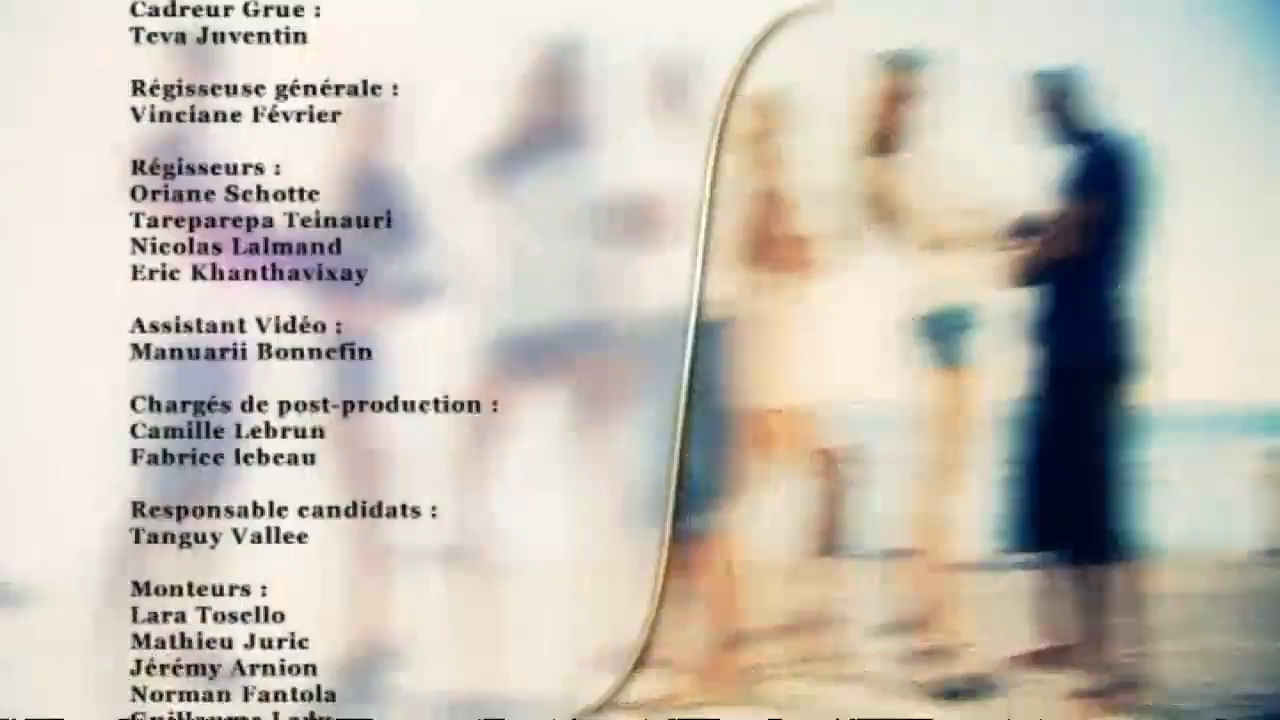 Cadreur Grue :
Teva Juventin
Régisseuse générale :
Vinciane Février
Régisseurs :
Oriane Schotte
Tareparepa Teinauri
Nicolas Lalmand
Eric Khanthavixay
Assistant Vidéo :
Manuarii Bonnefin
Chargés de post-production :
Camille Lebrun
Fabrice lebeau
Responsable candidats :
Tanguy Vallee
Monteurs :
Lara Tosello
Mathieu Juric
Jérémy Arnion
Norman Fantola
Guillaume